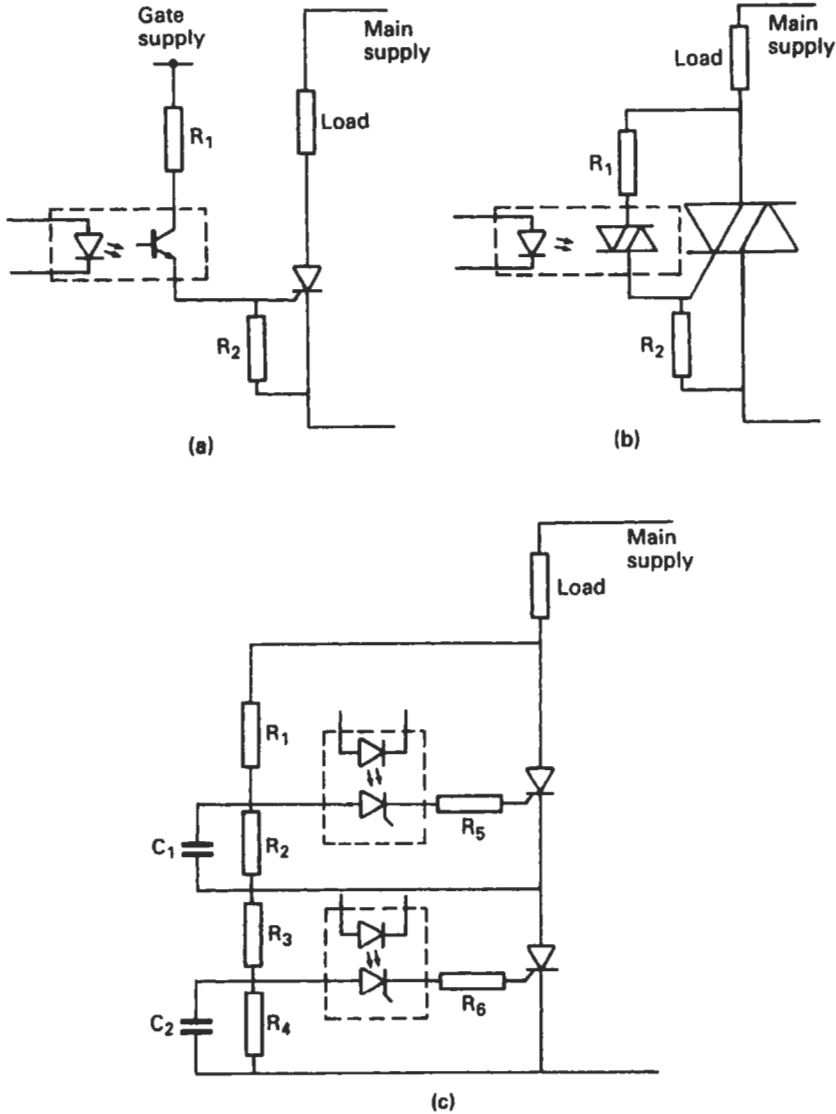 Gate
supply
Main
supply
R1
Load
R2
(a)
Main
supply
Load
R1
R2
(b)
Main
supply
Load
R1
R5
C1
R2
R3
R6
C2
R4
(c)